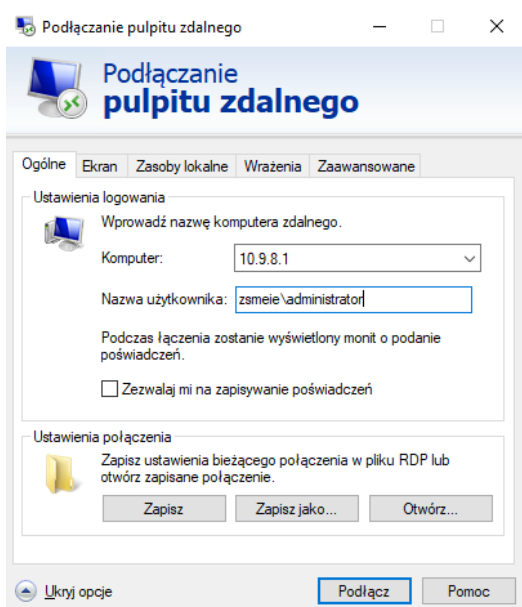 Podłączanie pulpitu zdalnego
Podłączanie
pulpitu zdalnego
Ogólne Ekran Zasoby lokalne Wrażenia Zaawansowane
Ustawienia logowania
Wprowadź nazwę komputera zdalnego.
Komputer: 10.9.8.1
Nazwa użytkownika: zsmeie\administrator
Podczas łączenia zostanie wyświetlony monit o podanie
poświadczeń.
Zezwalaj mi na zapisywanie poświadczeń
Ustawienia połączenia
Zapisz ustawienia bieżącego połączenia w pliku RDP lub
otwórz zapisane połączenie.
Zapisz Zapisz jako... Otwórz...
Ukryj opcje Podłącz Pomoc